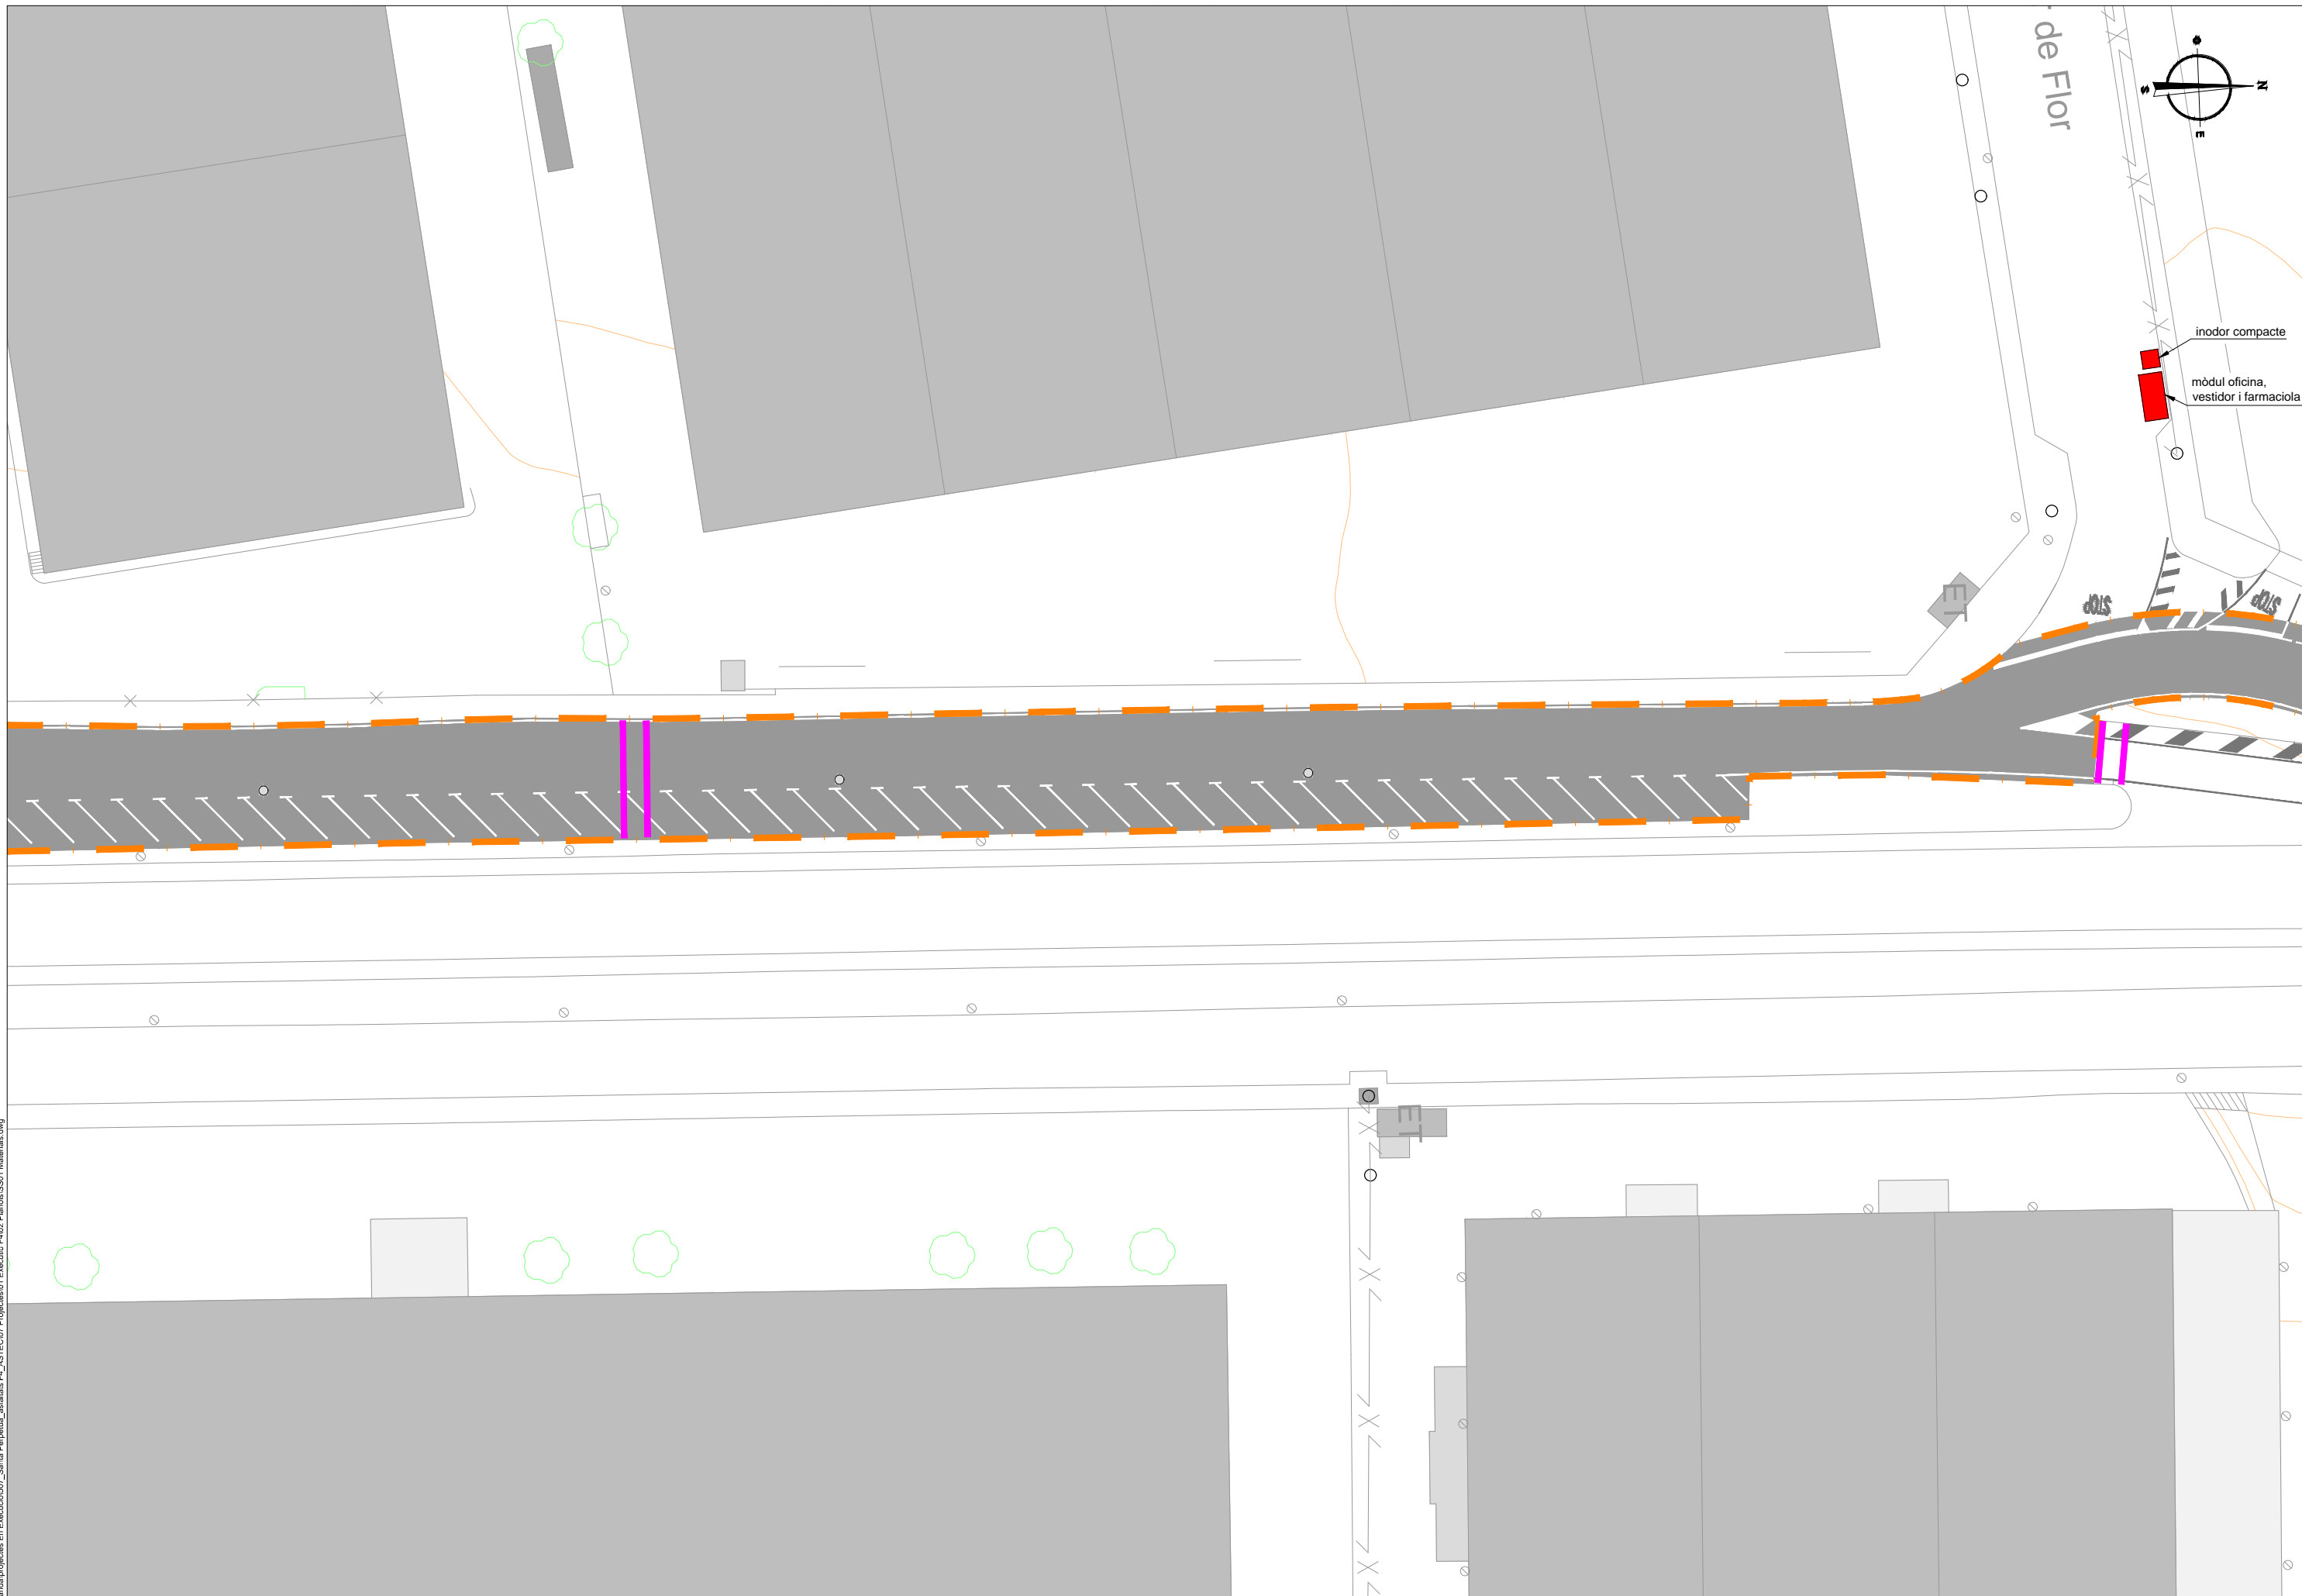 de Flor
O
S
N
E
inodor compacte
mòdul oficina,
vestidor i farmaciola
ET
STOP
STOP
ET